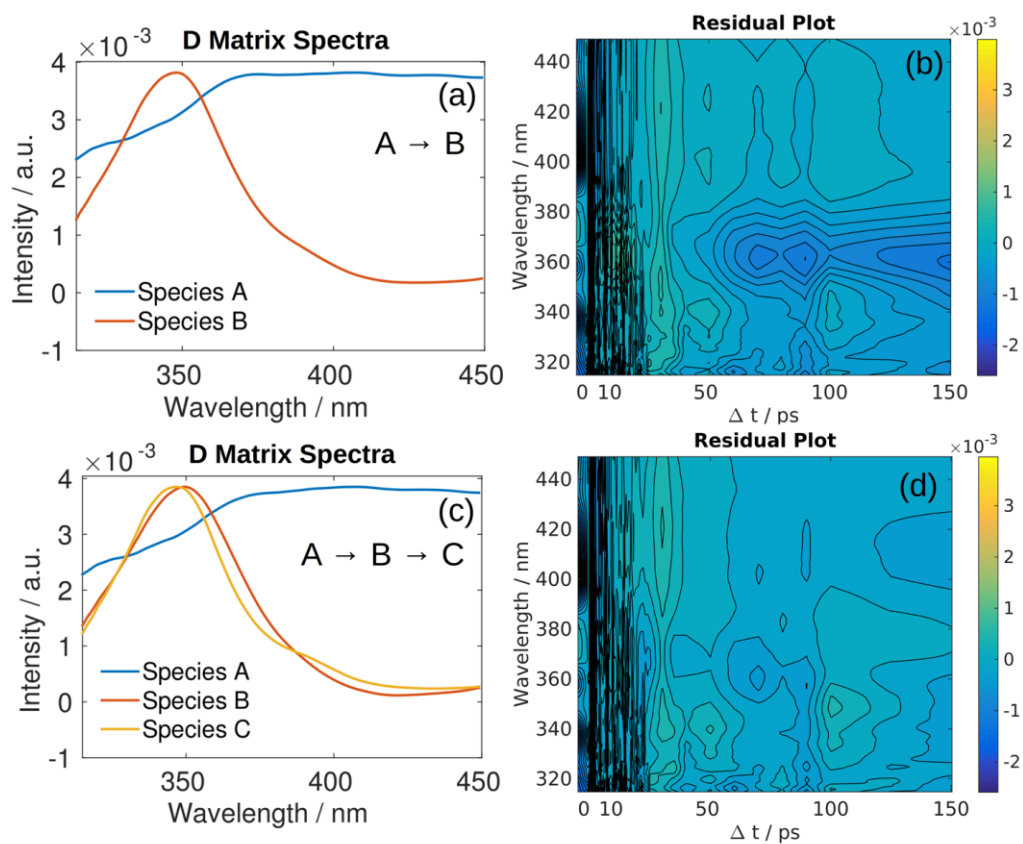 D Matrix Spectra
×10 -3
4
3
2
1
0
-1
Intensity / a.u.
350
400
450
Wavelength / nm
(a)
A → B
Species A
Species B
Residual Plot
(b)
440
420
400
380
360
340
320
Wavelength / nm
0 10 50 100 150
Δ t / ps
×10 -3
3
2
1
0
-1
-2
D Matrix Spectra
×10 -3
4
3
2
1
0
-1
Intensity / a.u.
350
400
450
Wavelength / nm
(c)
A → B → C
Species A
Species B
Species C
Residual Plot
(d)
440
420
400
380
360
340
320
Wavelength / nm
0 10 50 100 150
Δ t / ps
×10 -3
3
2
1
0
-1
-2